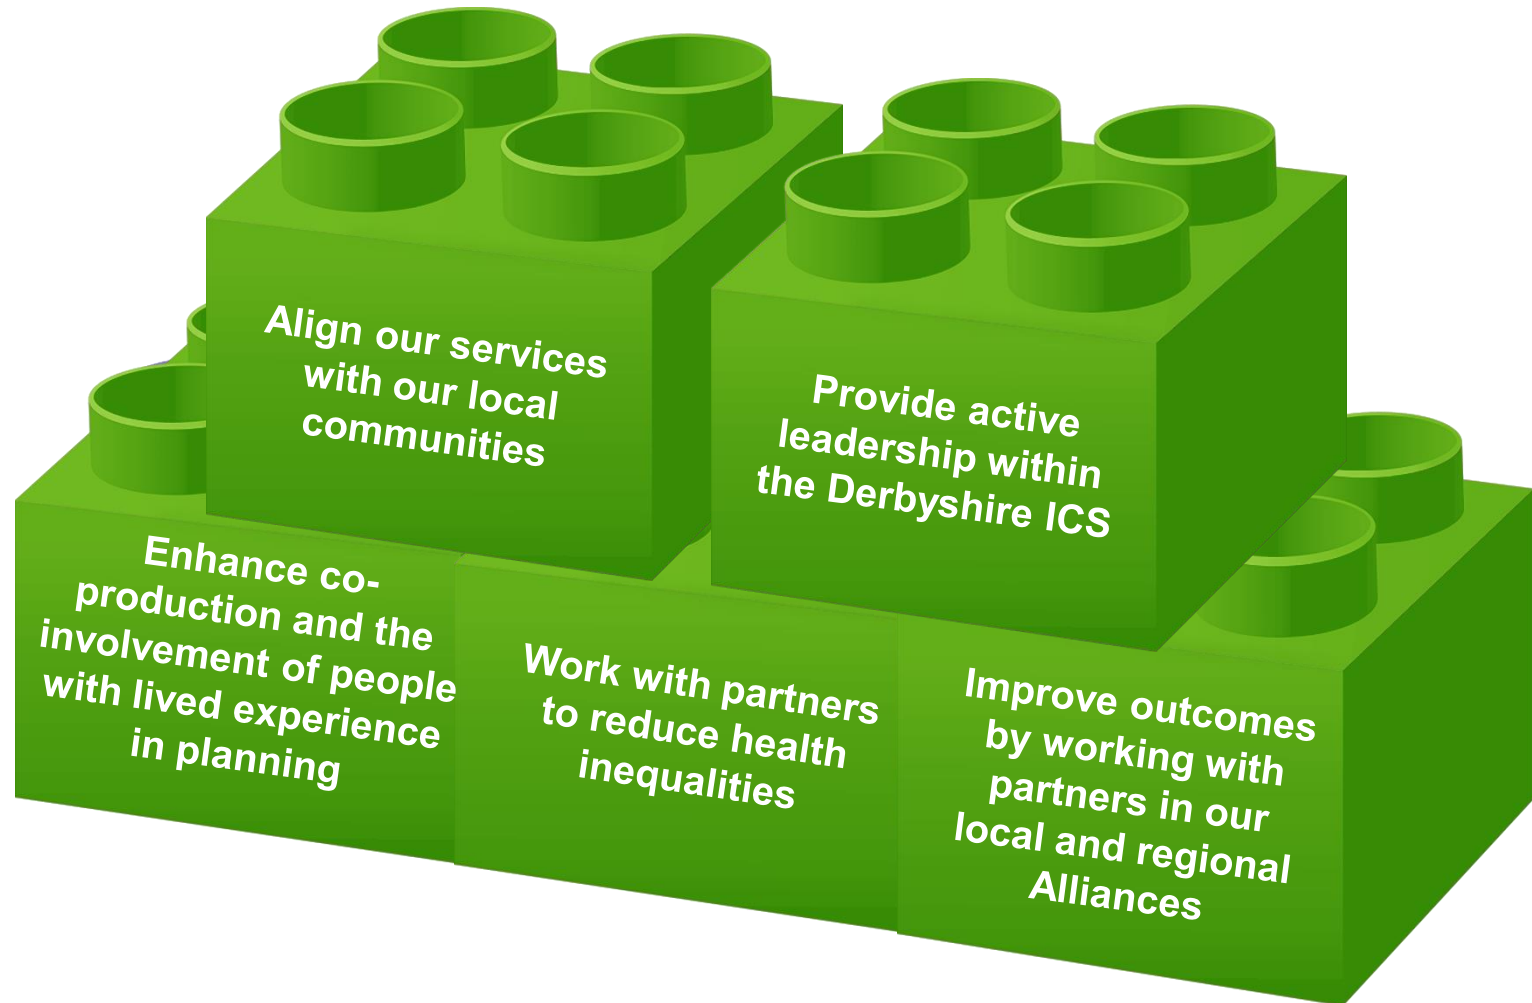 Align our services
with our local
communities
Provide active
leadership within
the Derbyshire ICS
Enhance co-
production and the
involvement of people
with lived experience
in planning
Work with partners
to reduce health
inequalities
Improve outcomes
by working with
partners in our
local and regional
Alliances